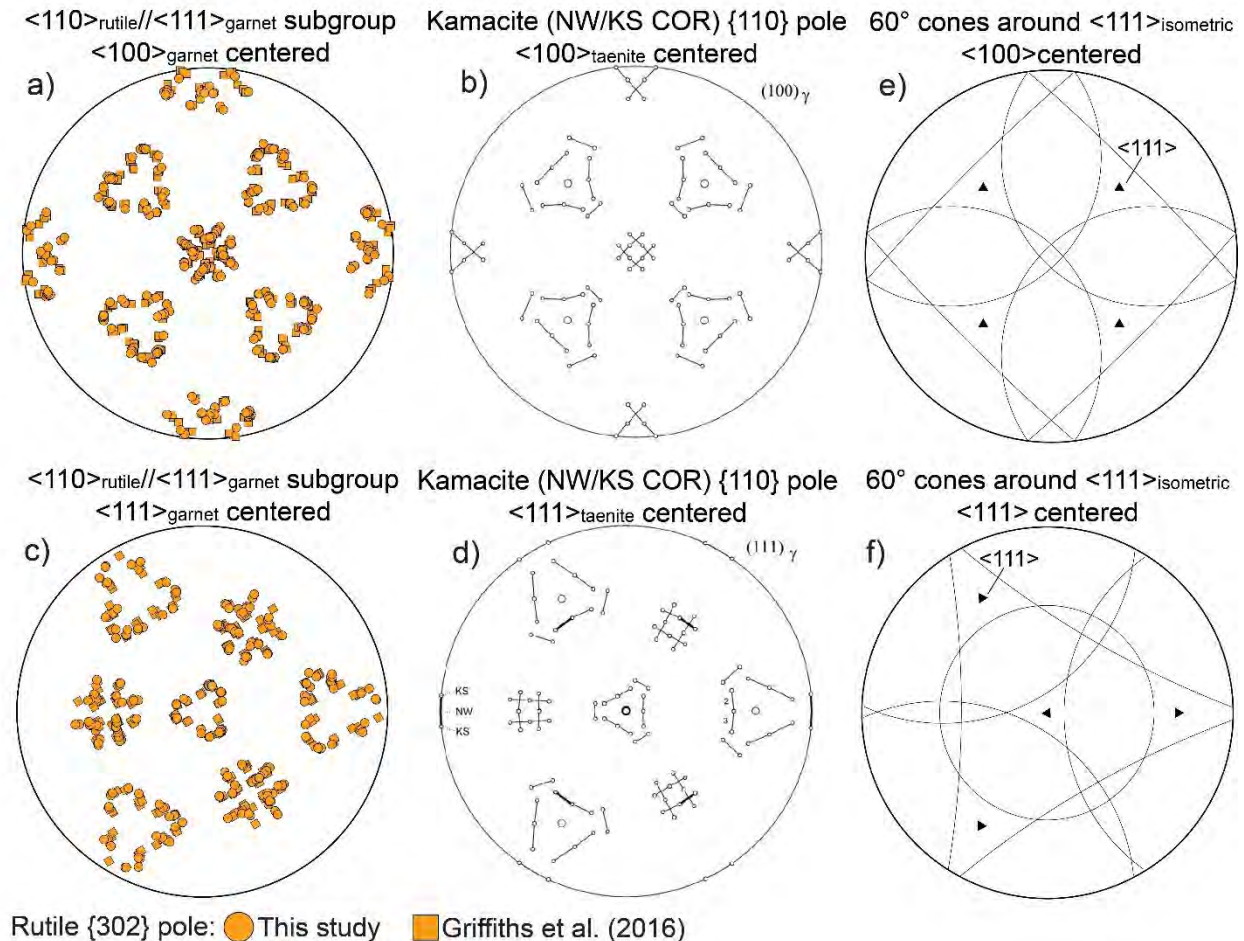 <110>rutile//<111>garnet subgroup
<100>garnet centered
a)
Kamacite (NW/KS COR) {110} pole
<100>taenite centered
b)
(100) γ
60° cones around <111>isometric
<100> centered
e)
<111>
<110>rutile//<111>garnet subgroup
<111>garnet centered
c)
Kamacite (NW/KS COR) {110} pole
<111>taenite centered
d)
(111) γ
KS
NW
KS
2
3
60° cones around <111>isometric
<111> centered
f)
<111>
Rutile {302} pole: This study Griffiths et al. (2016)